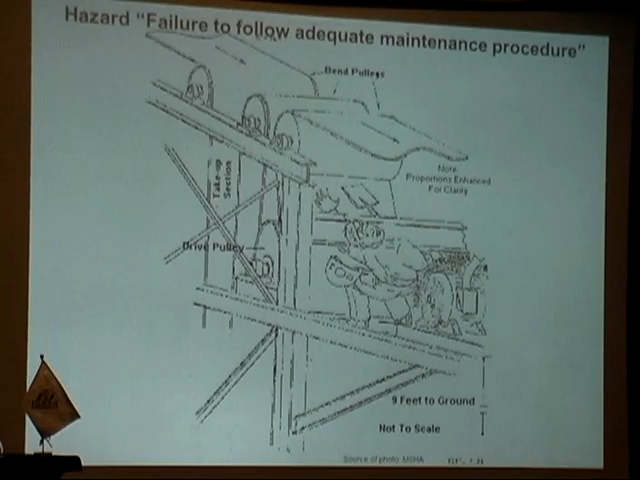 Hazard "Failure to follow adequate maintenance procedure"
Bend Pulleys
Note:
Proportions Enhanced
For Clarity
Take-up
Section
Drive Pulley
9 Feet to Ground
Not To Scale
Source of photo: MSHA